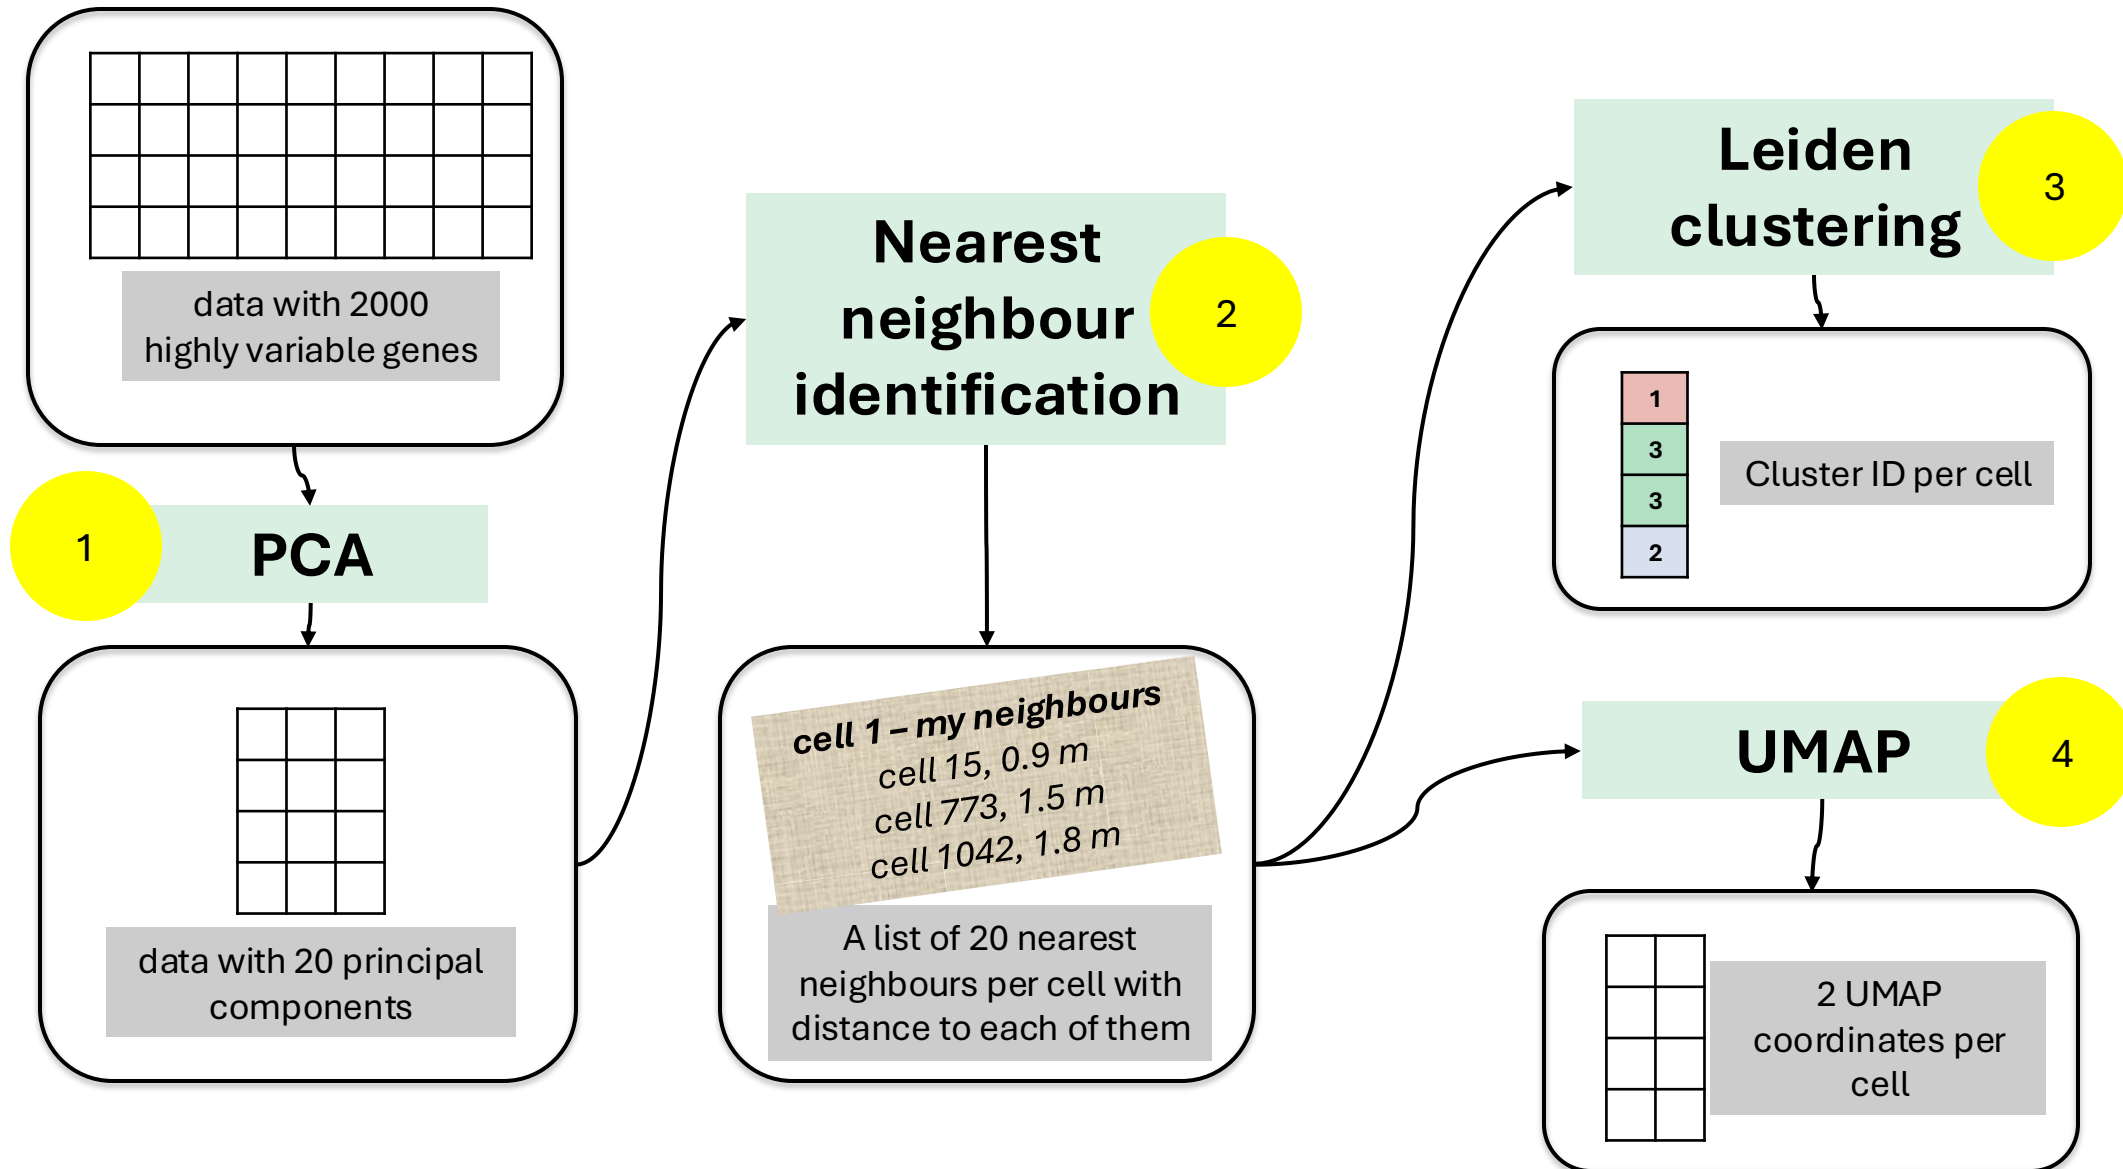 data with 2000
highly variable genes
1
PCA
data with 20 principal
components
Nearest
neighbour
identification
2
cell 1 – my neighbours
cell 15, 0.9 m
cell 773, 1.5 m
cell 1042, 1.8 m
A list of 20 nearest
neighbours per cell with
distance to each of them
Leiden
clustering
3
1
3
3
2
Cluster ID per cell
UMAP
4
2 UMAP
coordinates per
cell